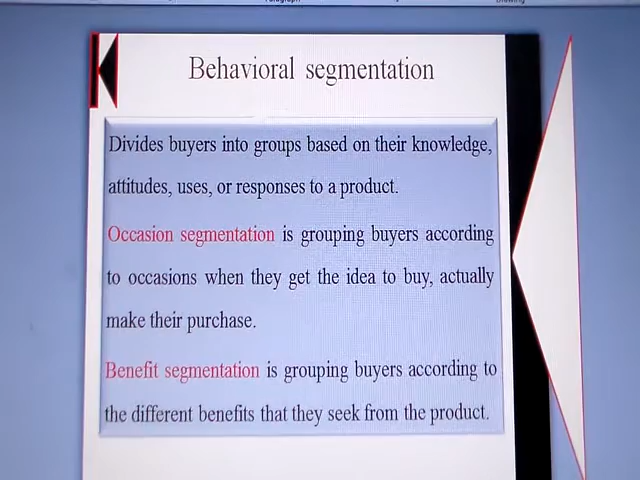 Behavioral segmentation
Divides buyers into groups based on their knowledge,
attitudes, uses, or responses to a product.
Occasion segmentation is grouping buyers according
to occasions when they get the idea to buy, actually
make their purchase.
Benefit segmentation is grouping buyers according to
the different benefits that they seek from the product.